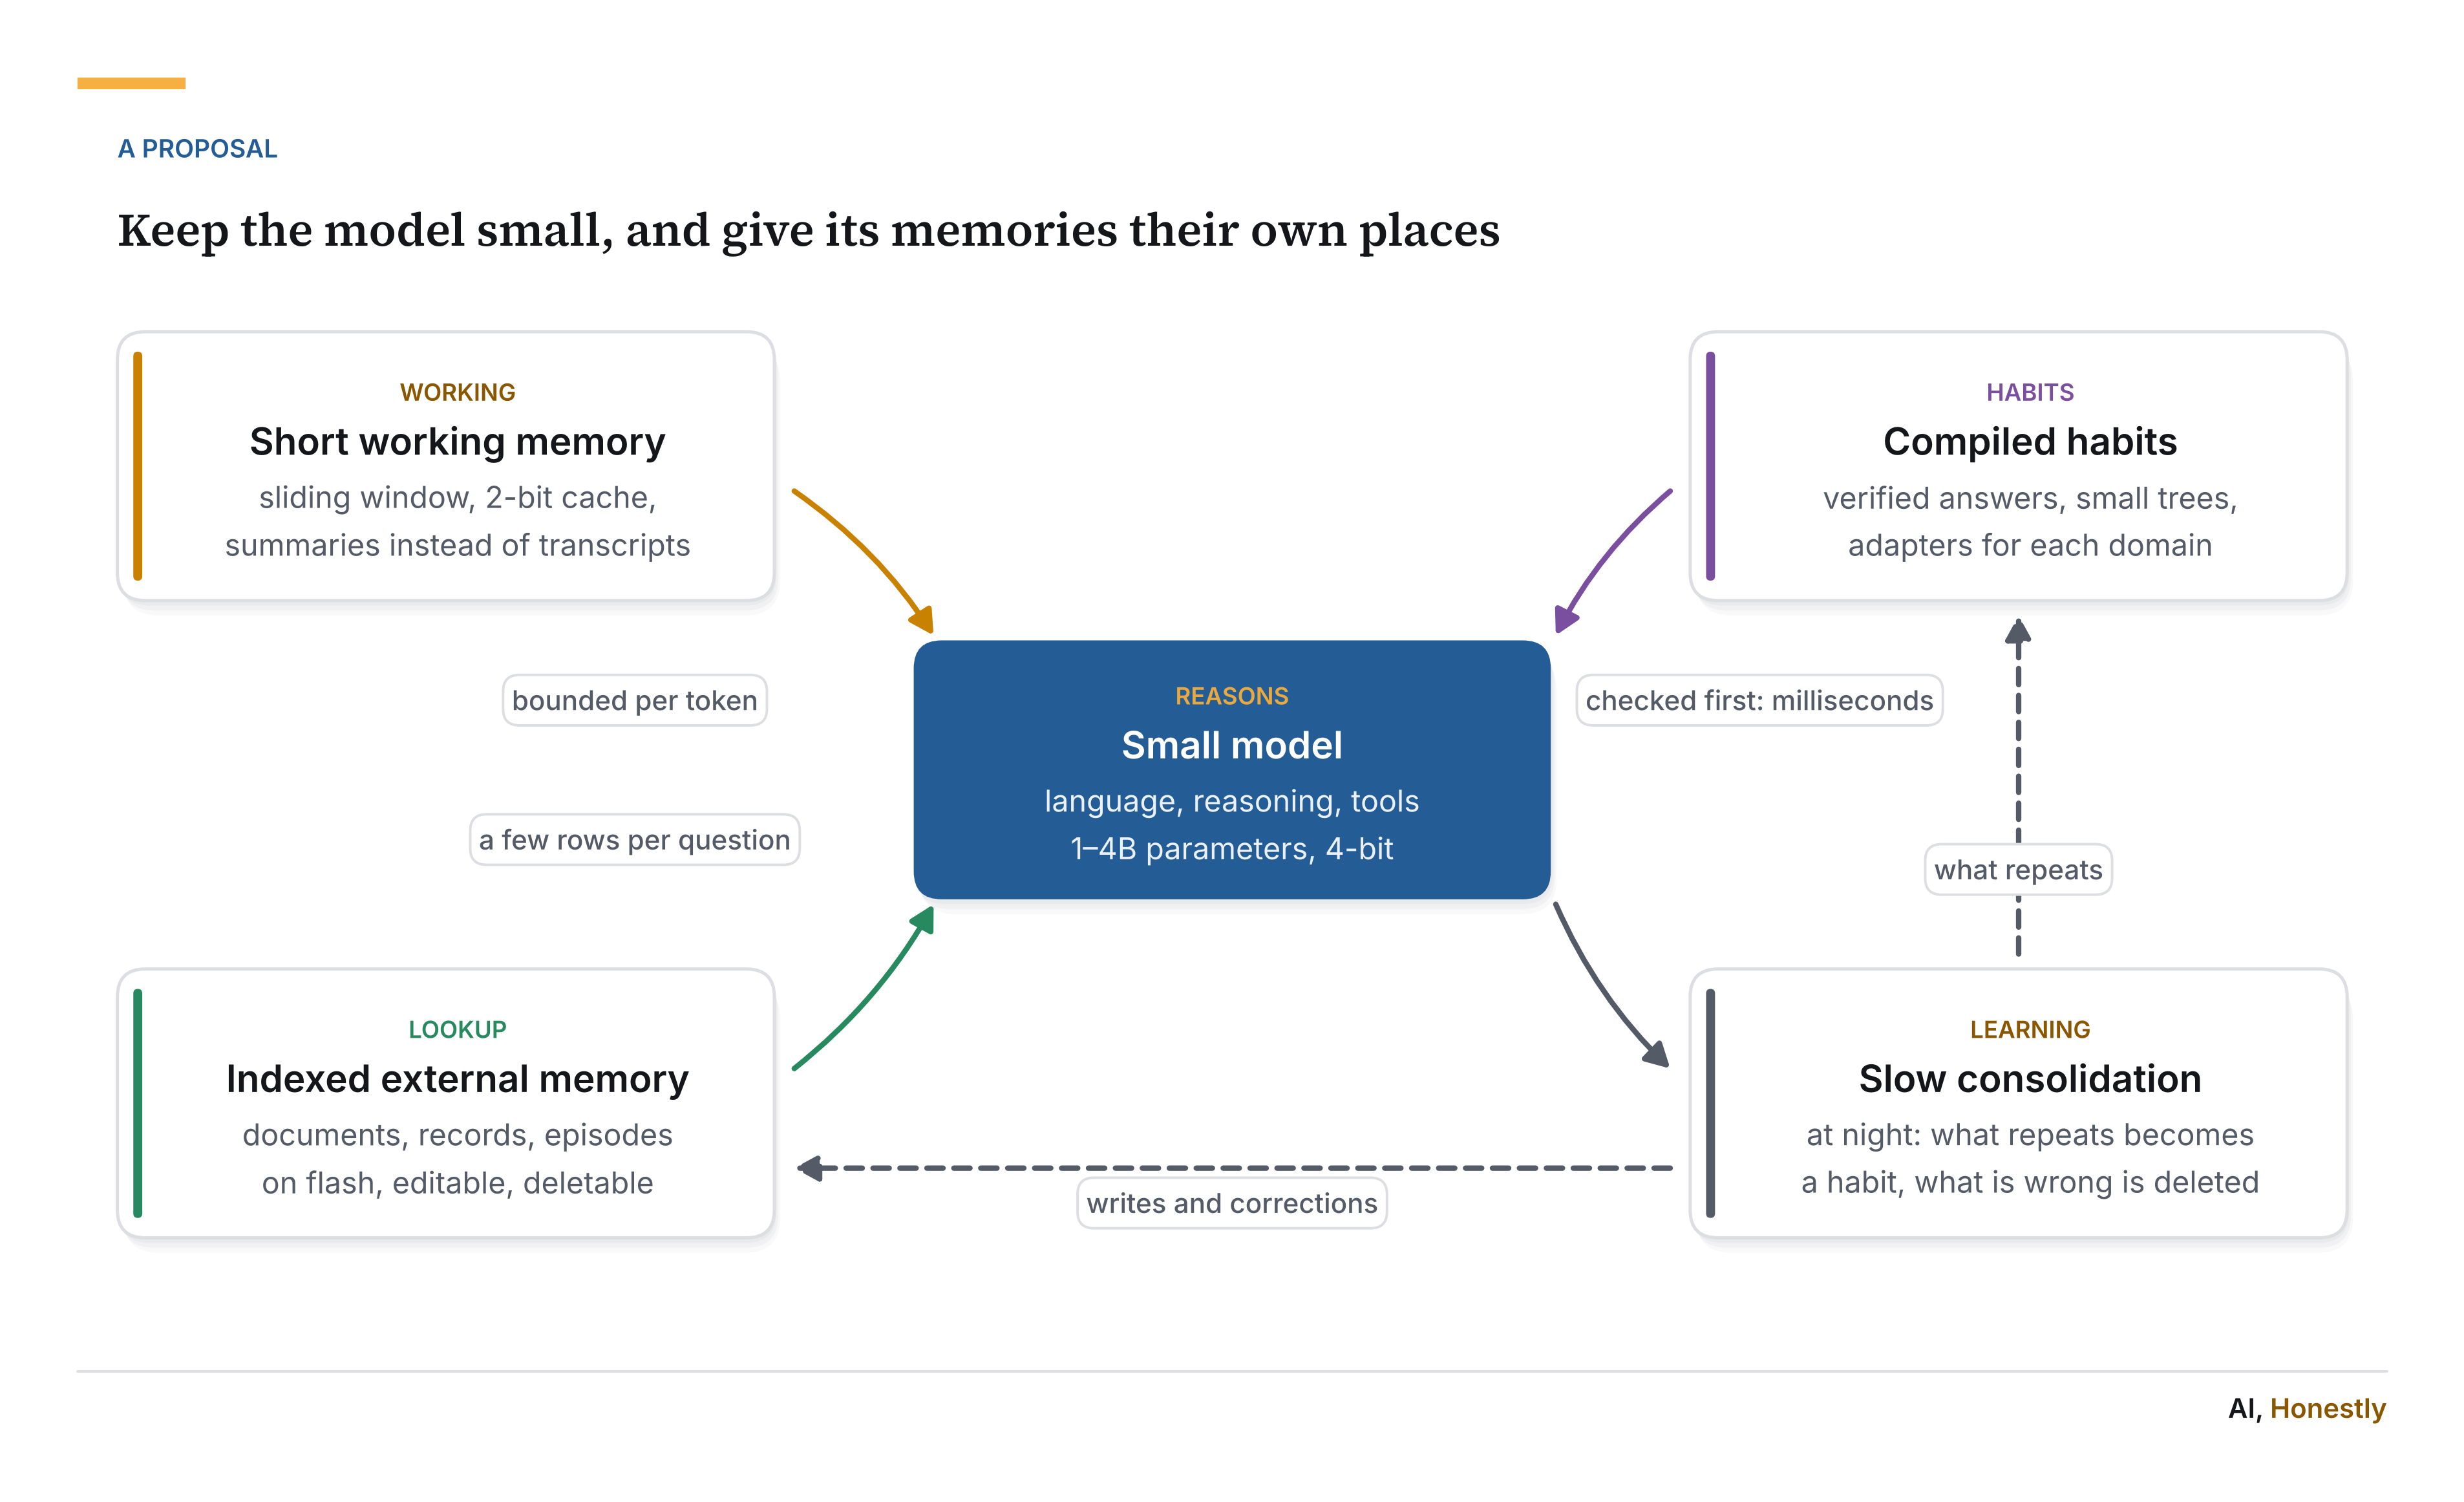 A PROPOSAL
Keep the model small, and give its memories their own places
WORKING
Short working memory
sliding window, 2-bit cache,
summaries instead of transcripts
HABITS
Compiled habits
verified answers, small trees,
adapters for each domain
bounded per token
REASONS
Small model
language, reasoning, tools
1–4B parameters, 4-bit
checked first: milliseconds
a few rows per question
what repeats
LOOKUP
Indexed external memory
documents, records, episodes
on flash, editable, deletable
LEARNING
Slow consolidation
at night: what repeats becomes
a habit, what is wrong is deleted
writes and corrections
AI, Honestly